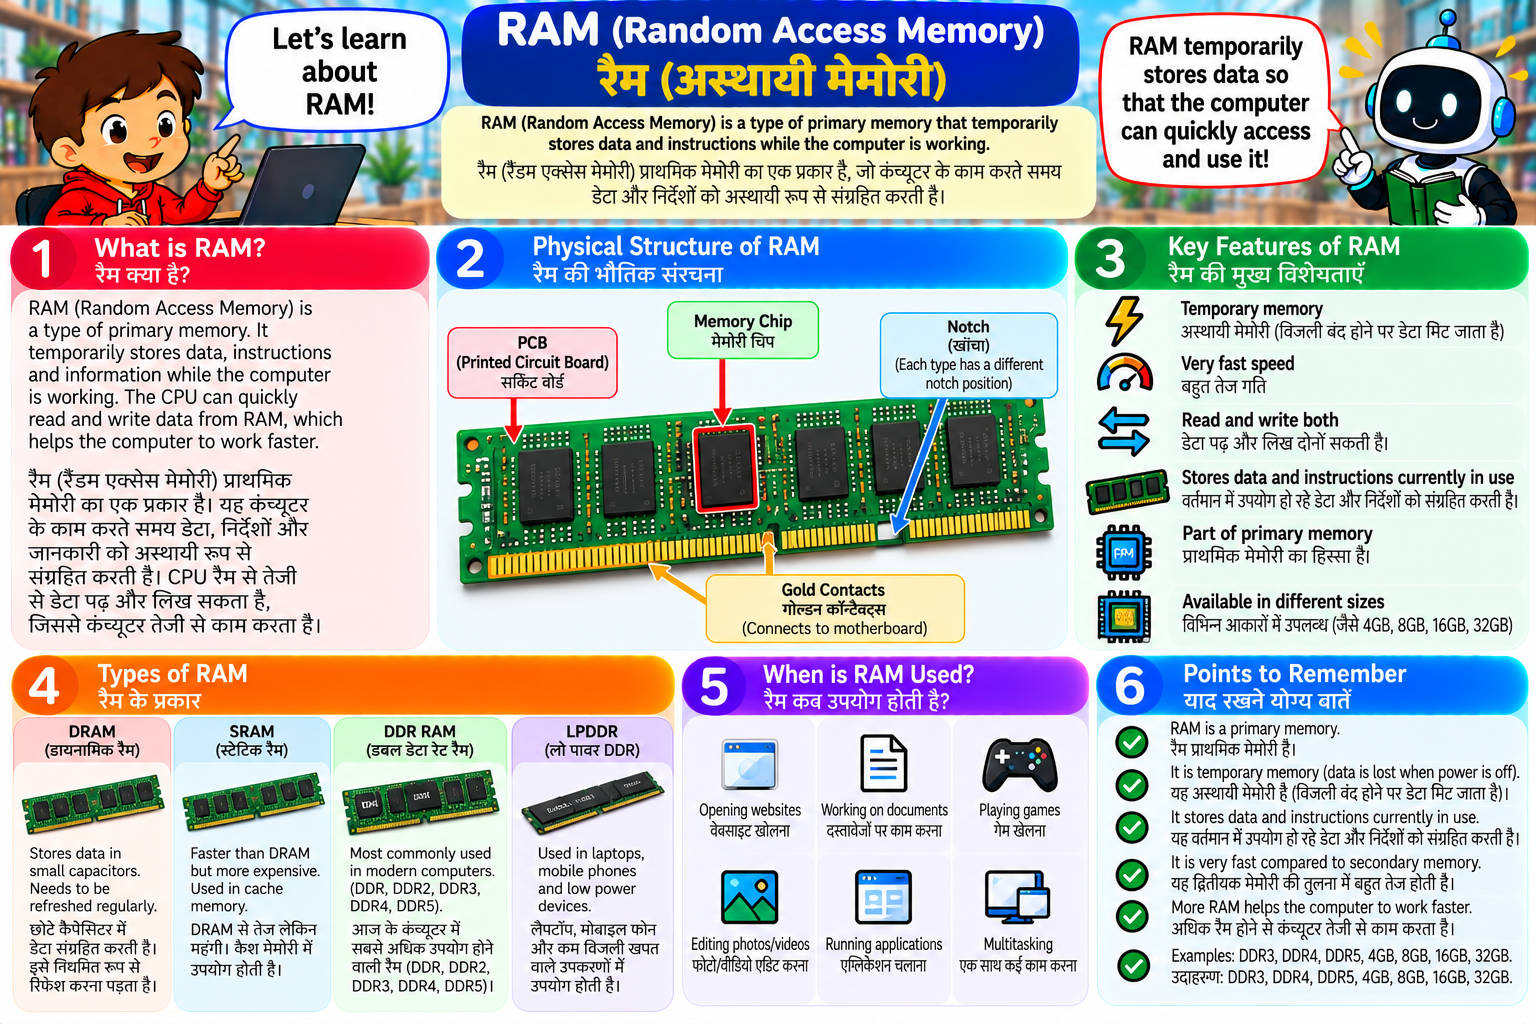 Let's learn
about
RAM!
RAM (Random Access Memory)
रैम (अस्थायी मेमोरी)
RAM (Random Access Memory) is a type of primary memory that temporarily
stores data and instructions while the computer is working.
रैम (रैंडम एक्सेस मेमोरी) प्राथमिक मेमोरी का एक प्रकार है, जो कंप्यूटर के काम करते समय
डेटा और निर्देशों को अस्थायी रूप से संग्रहित करती है।
RAM temporarily
stores data so
that the computer
can quickly access
and use it!
1
What is RAM?
रैम क्या है?
RAM (Random Access Memory) is
a type of primary memory. It
temporarily stores data, instructions
and information while the computer
is working. The CPU can quickly
read and write data from RAM, which
helps the computer to work faster.
रैम (रैंडम एक्सेस मेमोरी) प्राथमिक
मेमोरी का एक प्रकार है। यह कंप्यूटर
के काम करते समय डेटा, निर्देशों और
जानकारी को अस्थायी रूप से
संग्रहित करती है। CPU रैम से तेजी
से डेटा पढ़ और लिख सकता है,
जिससे कंप्यूटर तेजी से काम करता है।
2
Physical Structure of RAM
रैम की भौतिक संरचना
PCB
(Printed Circuit Board)
सर्किट बोर्ड
Memory Chip
मेमोरी चिप
Notch
(खांचा)
(Each type has a different
notch position)
Gold Contacts
गोल्डन कॉन्टैक्ट्स
(Connects to motherboard)
3
Key Features of RAM
रैम की मुख्य विशेषताएँ
Temporary memory
अस्थायी मेमोरी (बिजली बंद होने पर डेटा मिट जाता है)
Very fast speed
बहुत तेज गति
Read and write both
डेटा पढ़ और लिख दोनों सकती है।
Stores data and instructions currently in use
वर्तमान में उपयोग हो रहे डेटा और निर्देशों को संग्रहित करती है।
Part of primary memory
प्राथमिक मेमोरी का हिस्सा है।
Available in different sizes
विभिन्न आकारों में उपलब्ध (जैसे 4GB, 8GB, 16GB, 32GB)
4
Types of RAM
रैम के प्रकार
DRAM
(डायनामिक रैम)
Stores data in
small capacitors.
Needs to be
refreshed regularly.
छोटे कैपेसिटर में
डेटा संग्रहित करती है।
इसे नियमित रूप से
रिफ्रेश करना पड़ता है।
SRAM
(स्टेटिक रैम)
Faster than DRAM
but more expensive.
Used in cache
memory.
DRAM से तेज लेकिन
महंगी। कैश मेमोरी में
उपयोग होती है।
DDR RAM
(डबल डेटा रेट रैम)
Most commonly used
in modern computers.
(DDR, DDR2, DDR3,
DDR4, DDR5).
आज के कंप्यूटर में
सबसे अधिक उपयोग होने
वाली रैम (DDR, DDR2,
DDR3, DDR4, DDR5)।
LPDDR
(लो पावर DDR)
Used in laptops,
mobile phones
and low power
devices.
लैपटॉप, मोबाइल फोन
और कम बिजली खपत
वाले उपकरणों में
उपयोग होती है।
5
When is RAM Used?
रैम कब उपयोग होती है?
Opening websites
वेबसाइट खोलना
Working on documents
दस्तावेजों पर काम करना
Playing games
गेम खेलना
Editing photos/videos
फोटो/वीडियो एडिट करना
Running applications
एप्लिकेशन चलाना
Multitasking
एक साथ कई काम करना
6
Points to Remember
याद रखने योग्य बातें
RAM is a primary memory.
रैम प्राथमिक मेमोरी है।
It is temporary memory (data is lost when power is off).
यह अस्थायी मेमोरी है (बिजली बंद होने पर डेटा मिट जाता है)।
It stores data and instructions currently in use.
यह वर्तमान में उपयोग हो रहे डेटा और निर्देशों को संग्रहित करती है।
It is very fast compared to secondary memory.
यह द्वितीयक मेमोरी की तुलना में बहुत तेज होती है।
More RAM helps the computer to work faster.
अधिक रैम होने से कंप्यूटर तेजी से काम करता है।
Examples: DDR3, DDR4, DDR5, 4GB, 8GB, 16GB, 32GB.
उदाहरण: DDR3, DDR4, DDR5, 4GB, 8GB, 16GB, 32GB.